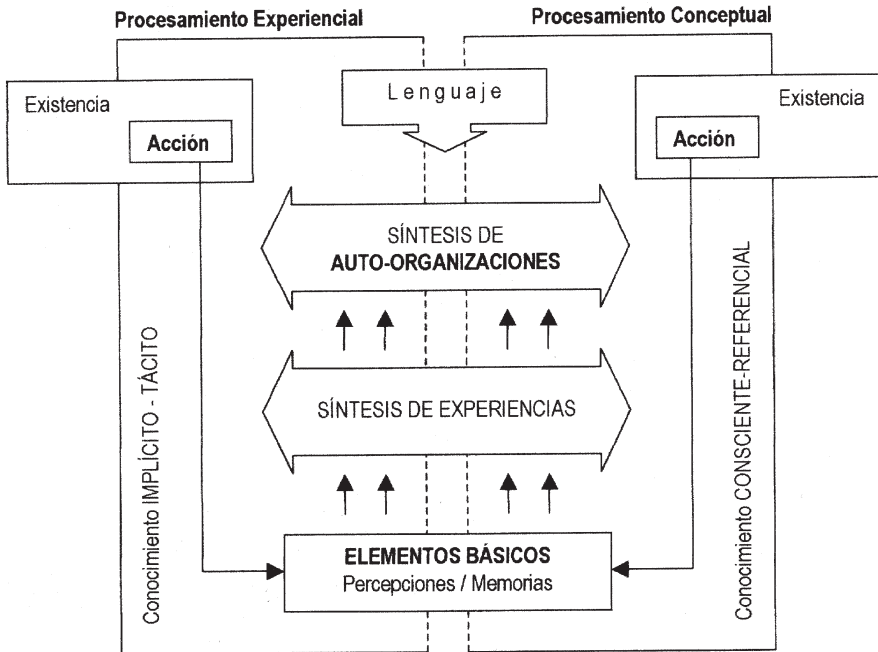 Procesamiento Experiencial
Procesamiento Conceptual
Lenguaje
Existencia
Acción
Existencia
Acción
SÍNTESIS DE
AUTO-ORGANIZACIONES
Conocimiento IMPLÍCITO - TÁCITO
SÍNTESIS DE EXPERIENCIAS
Conocimiento CONSCIENTE-REFERENCIAL
ELEMENTOS BÁSICOS
Percepciones / Memorias